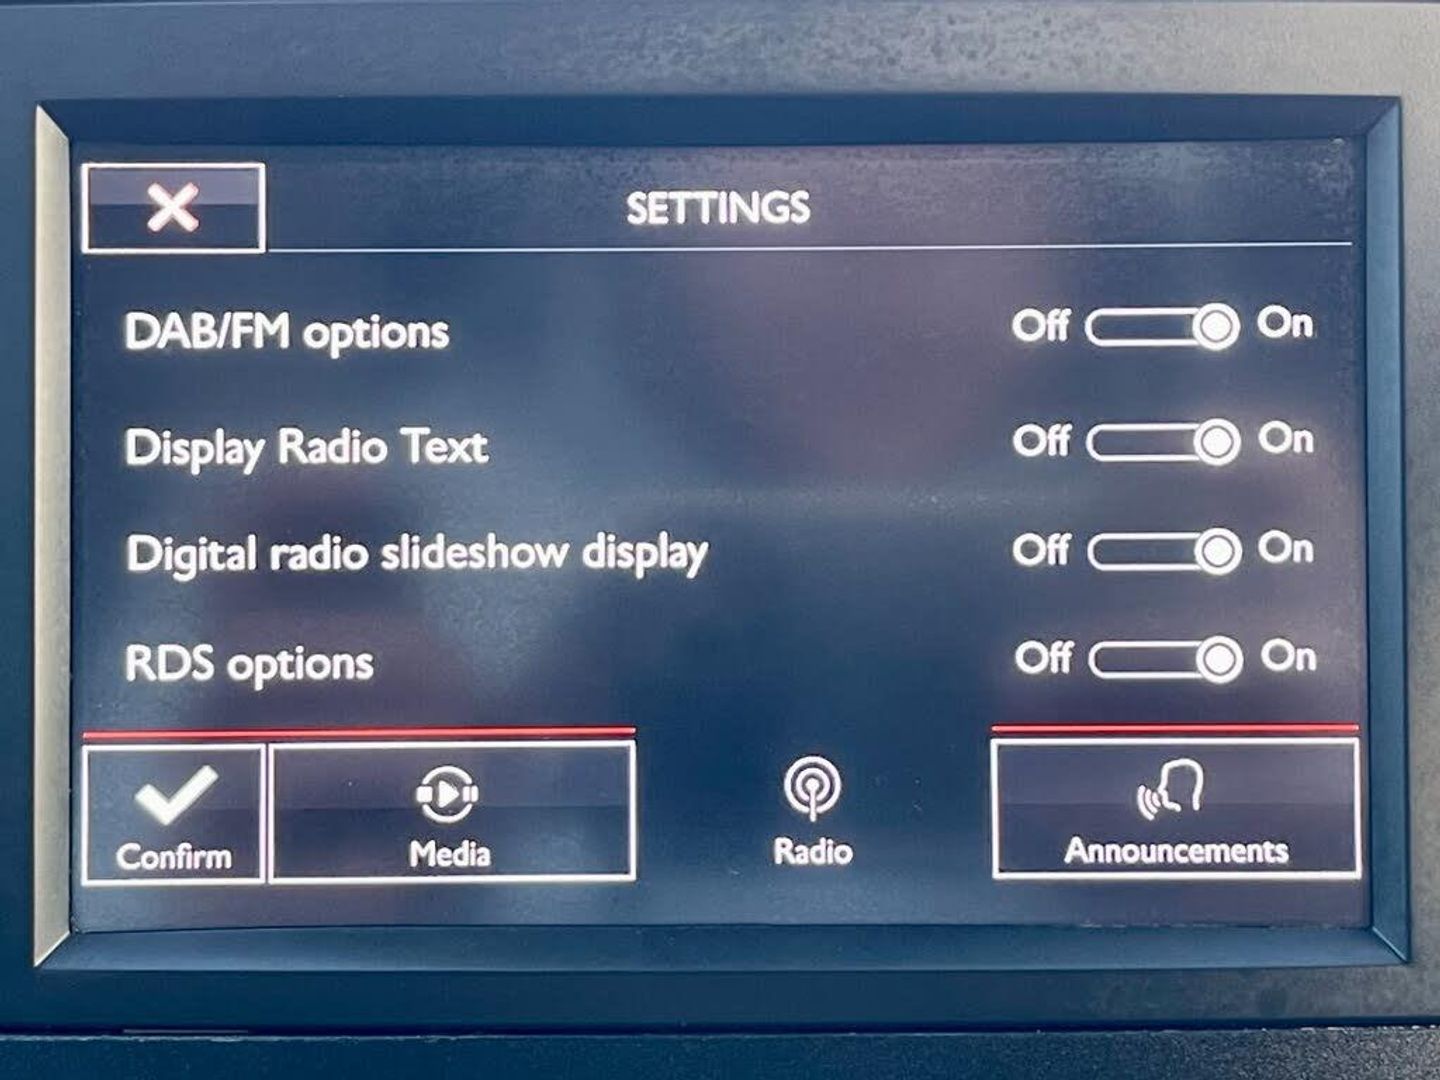 SETTINGS
DAB/FM options Off On
Display Radio Text Off On
Digital radio slideshow display Off On
RDS options Off On
Confirm Media Radio Announcements